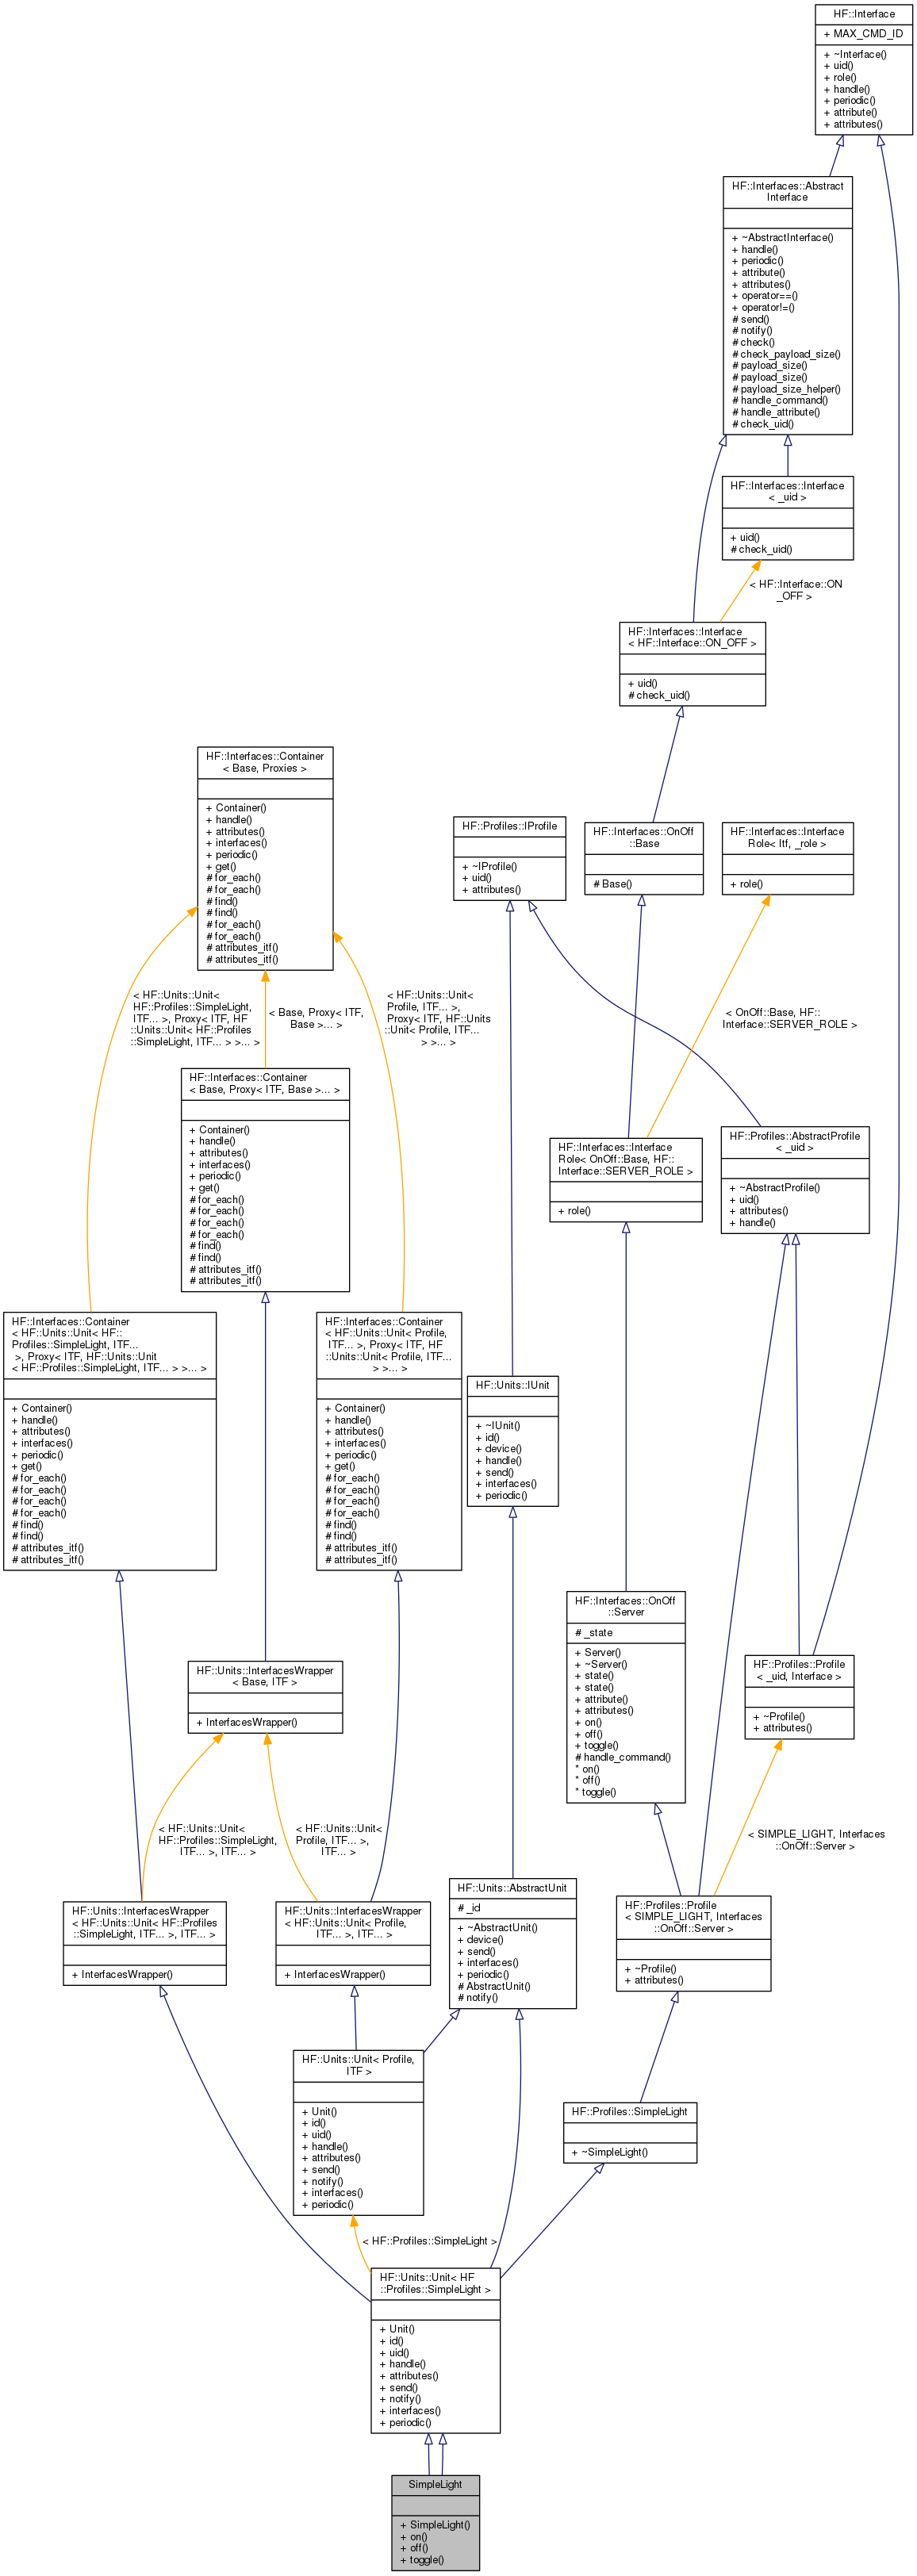 HF::Interface
+ MAX_CMD_ID
+ ~Interface()
+ uid()
+ role()
+ handle()
+ periodic()
+ attribute()
+ attributes()
HF::Interfaces::Abstract
Interface
+ ~AbstractInterface()
+ handle()
+ periodic()
+ attribute()
+ attributes()
+ operator==()
+ operator!=()
# send()
# notify()
# check()
# check_payload_size()
# payload_size()
# payload_size()
# payload_size_helper()
# handle_command()
# handle_attribute()
# check_uid()
HF::Interfaces::Interface
< _uid >
+ uid()
# check_uid()
< HF::Interface::ON
_OFF >
HF::Interfaces::Interface
< HF::Interface::ON_OFF >
+ uid()
# check_uid()
HF::Interfaces::Container
< Base, Proxies >
+ Container()
+ handle()
+ attributes()
+ interfaces()
+ periodic()
+ get()
# for_each()
# for_each()
# find()
# find()
# for_each()
# for_each()
# attributes_itf()
# attributes_itf()
HF::Profiles::IProfile
+ ~IProfile()
+ uid()
+ attributes()
HF::Interfaces::OnOff
::Base
# Base()
HF::Interfaces::Interface
Role< Itf, _role >
+ role()
< HF::Units::Unit<
HF::Profiles::SimpleLight,
ITF... >, Proxy< ITF, HF
::Units::Unit< HF::Profiles
::SimpleLight, ITF... > >... >
< Base, Proxy< ITF,
Base >... >
< HF::Units::Unit<
Profile, ITF... >,
Proxy< ITF, HF::Units
::Unit< Profile, ITF...
> >... >
< OnOff::Base, HF::
Interface::SERVER_ROLE >
HF::Interfaces::Container
< Base, Proxy< ITF, Base >... >
+ Container()
+ handle()
+ attributes()
+ interfaces()
+ periodic()
+ get()
# for_each()
# for_each()
# for_each()
# for_each()
# find()
# find()
# attributes_itf()
# attributes_itf()
HF::Interfaces::Interface
Role< OnOff::Base, HF::
Interface::SERVER_ROLE >
+ role()
HF::Profiles::AbstractProfile
< _uid >
+ ~AbstractProfile()
+ uid()
+ attributes()
+ handle()
HF::Interfaces::Container
< HF::Units::Unit< HF::
Profiles::SimpleLight, ITF...
>, Proxy< ITF, HF::Units::Unit
< HF::Profiles::SimpleLight, ITF... > >... >
+ Container()
+ handle()
+ attributes()
+ interfaces()
+ periodic()
+ get()
# for_each()
# for_each()
# for_each()
# for_each()
# find()
# find()
# attributes_itf()
# attributes_itf()
HF::Interfaces::Container
< HF::Units::Unit< Profile,
ITF... >, Proxy< ITF, HF
::Units::Unit< Profile, ITF...
> >... >
+ Container()
+ handle()
+ attributes()
+ interfaces()
+ periodic()
+ get()
# for_each()
# for_each()
# for_each()
# for_each()
# find()
# find()
# attributes_itf()
# attributes_itf()
HF::Units::IUnit
+ ~IUnit()
+ id()
+ device()
+ handle()
+ send()
+ interfaces()
+ periodic()
HF::Interfaces::OnOff
::Server
# _state
+ Server()
+ ~Server()
+ state()
+ state()
+ attribute()
+ attributes()
+ on()
+ off()
+ toggle()
# handle_command()
* on()
* off()
* toggle()
HF::Profiles::Profile
< _uid, Interface >
+ ~Profile()
+ attributes()
HF::Units::InterfacesWrapper
< Base, ITF >
+ InterfacesWrapper()
< HF::Units::Unit<
HF::Profiles::SimpleLight,
ITF... >, ITF... >
< HF::Units::Unit<
Profile, ITF... >,
ITF... >
< SIMPLE_LIGHT, Interfaces
::OnOff::Server >
HF::Units::InterfacesWrapper
< HF::Units::Unit< HF::Profiles
::SimpleLight, ITF... >, ITF... >
+ InterfacesWrapper()
HF::Units::InterfacesWrapper
< HF::Units::Unit< Profile,
ITF... >, ITF... >
+ InterfacesWrapper()
HF::Units::AbstractUnit
# _id
+ ~AbstractUnit()
+ device()
+ send()
+ interfaces()
+ periodic()
# AbstractUnit()
# notify()
HF::Profiles::Profile
< SIMPLE_LIGHT, Interfaces
::OnOff::Server >
+ ~Profile()
+ attributes()
HF::Units::Unit< Profile,
ITF >
+ Unit()
+ id()
+ uid()
+ handle()
+ attributes()
+ send()
+ notify()
+ interfaces()
+ periodic()
HF::Profiles::SimpleLight
+ ~SimpleLight()
< HF::Profiles::SimpleLight >
HF::Units::Unit< HF
::Profiles::SimpleLight >
+ Unit()
+ id()
+ uid()
+ handle()
+ attributes()
+ send()
+ notify()
+ interfaces()
+ periodic()
SimpleLight
+ SimpleLight()
+ on()
+ off()
+ toggle()